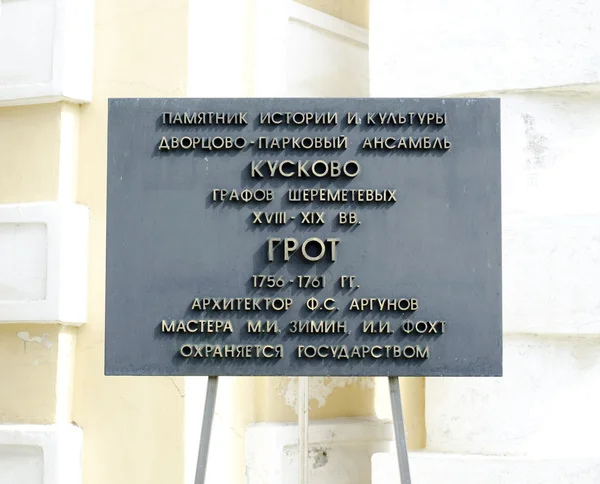 ПАМЯТНИК ИСТОРИИ И КУЛЬТУРЫ
ДВОРЦОВО-ПАРКОВЫЙ АНСАМБЛЬ
КУСКОВО
ГРАФОВ ШЕРЕМЕТЕВЫХ
XVIII-XIX ВВ.
ГРОТ
1756-1761 ГГ.
АРХИТЕКТОР Ф.С. АРГУНОВ
МАСТЕРА М.И. ЗИМИН, И.И. ФОХТ
ОХРАНЯЕТСЯ ГОСУДАРСТВОМ